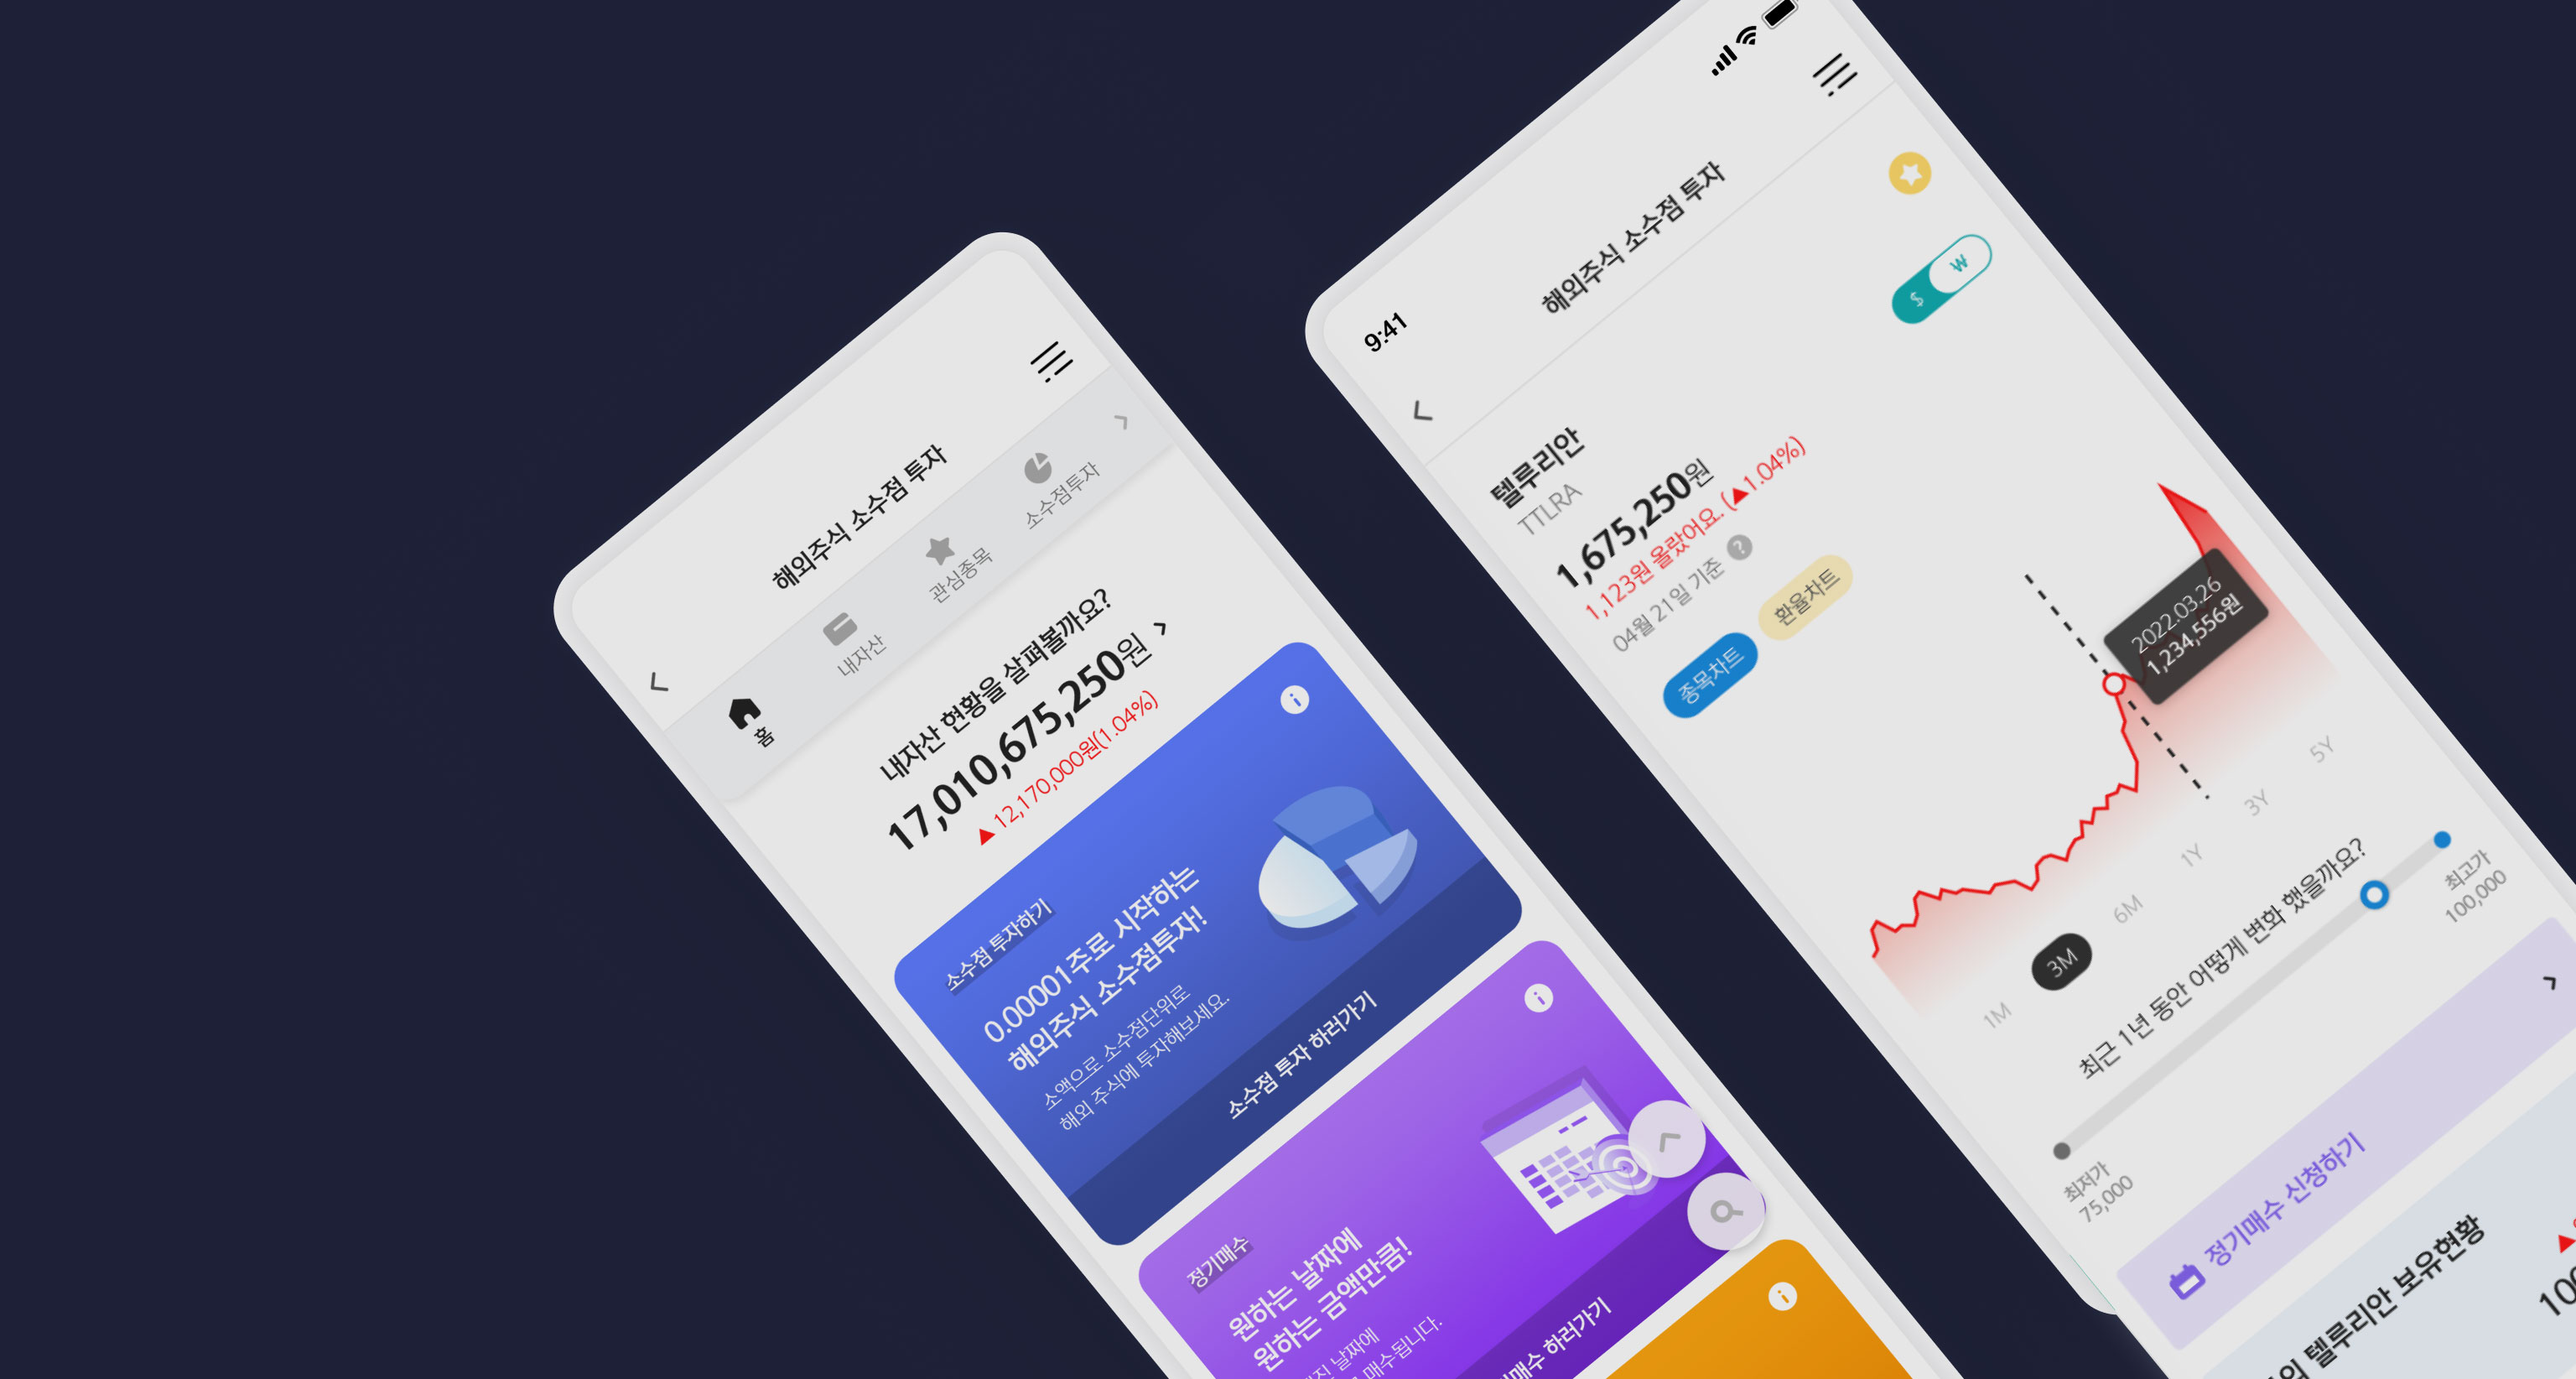 해외주식 소수점 투자
홈
내자산
관심종목
소수점투자
내자산 현황을 살펴볼까요?
17,010,675,250원
▲ 12,170,000원(1.04%)
소수점 투자하기
0.00001주로 시작하는
해외주식 소수점투자!
소액으로 소수점단위로
해외 주식에 투자해보세요.
소수점 투자 하러가기
정기매수
원하는 날짜에
원하는 금액만큼!
날짜에
매수됩니다.
하러가기
9:41
해외주식 소수점 투자
$ ₩
텔루리안
TTLRA
1,675,250원
1,123원 올랐어요. (▲1.04%)
04월 21일 기준 ?
종목차트
환율차트
2022.03.26
1,234,556원
1M
3M
6M
1Y
3Y
5Y
최근 1년 동안 어떻게 변화 했을까요?
최저가
75,000
최고가
100,000
정기매수 신청하기
텔루리안 보유현황